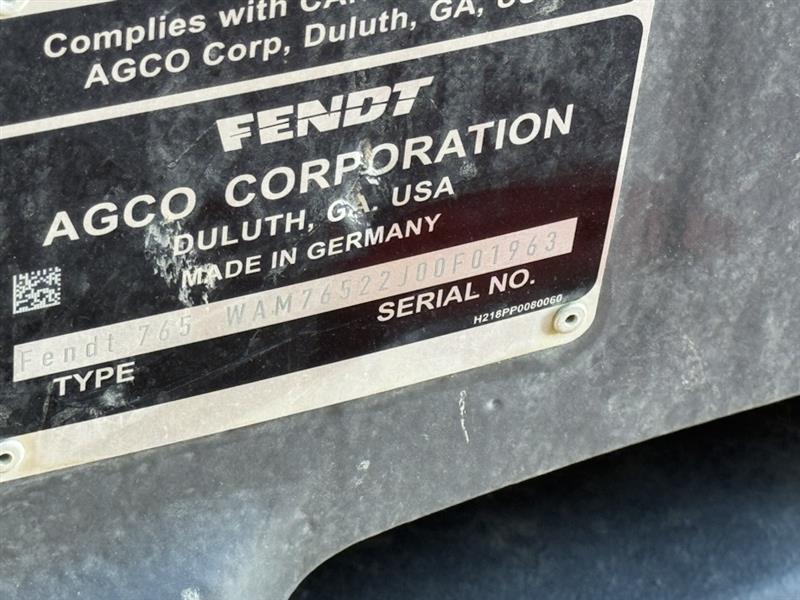 Complies with
AGCO Corp, Duluth, GA,
FENDT
AGCO CORPORATION
DULUTH, GA. USA
MADE IN GERMANY
Fendt 765 WAM76522J00F01963
TYPE SERIAL NO.
H218PP0080060